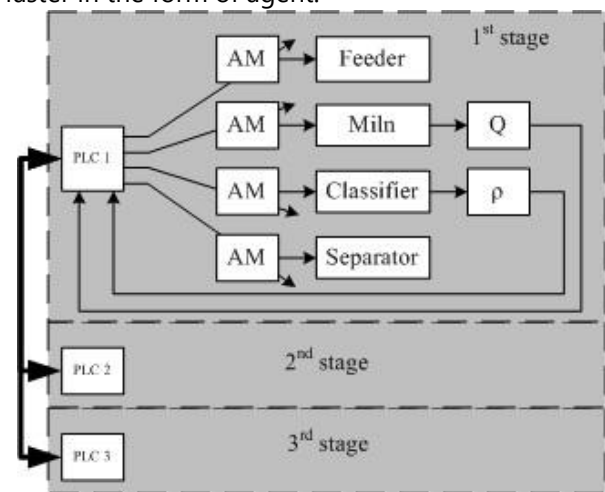 luster in the form of agent.
1st stage
AM Feeder
AM Miln Q
PLC 1
AM Classifier ρ
AM Separator
2nd stage
PLC 2
3rd stage
PLC 3